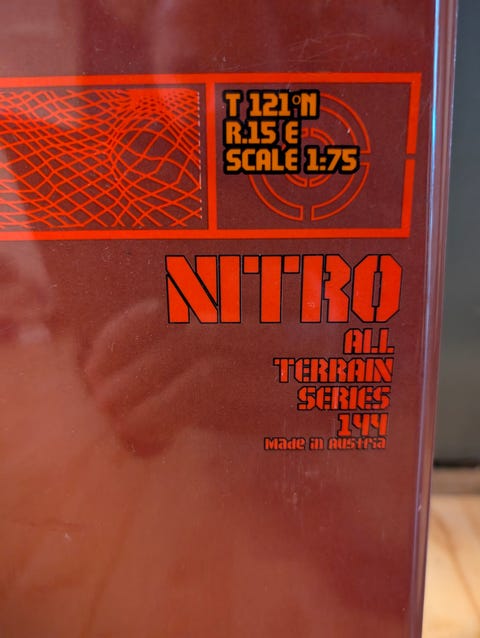 T 121°N
R.15 E
SCALE 1:75
NITRO
ALL
TERRAIN
SERIES
144
Made in Austria